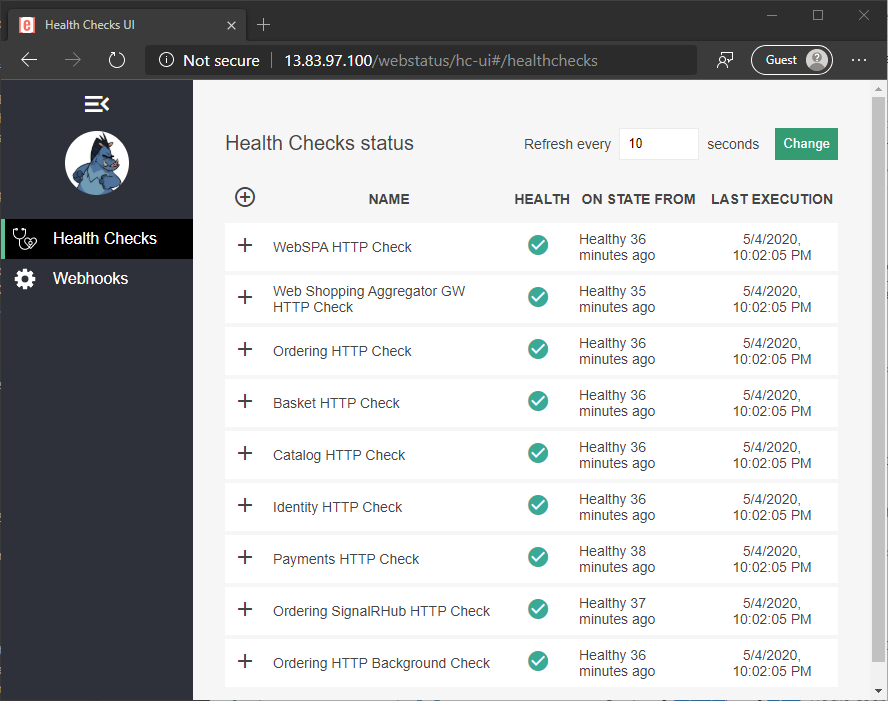 Health Checks UI
Not secure
13.83.97.100/webstatus/hc-ui#/healthchecks
Guest
Health Checks
Webhooks
Health Checks status
Refresh every 10 seconds Change
NAME HEALTH ON STATE FROM LAST EXECUTION
WebSPA HTTP Check
Healthy 36
minutes ago
5/4/2020,
10:02:05 PM
Web Shopping Aggregator GW
HTTP Check
Healthy 35
minutes ago
5/4/2020,
10:02:05 PM
Ordering HTTP Check
Healthy 36
minutes ago
5/4/2020,
10:02:05 PM
Basket HTTP Check
Healthy 36
minutes ago
5/4/2020,
10:02:05 PM
Catalog HTTP Check
Healthy 36
minutes ago
5/4/2020,
10:02:05 PM
Identity HTTP Check
Healthy 36
minutes ago
5/4/2020,
10:02:05 PM
Payments HTTP Check
Healthy 38
minutes ago
5/4/2020,
10:02:05 PM
Ordering SignalRHub HTTP Check
Healthy 37
minutes ago
5/4/2020,
10:02:05 PM
Ordering HTTP Background Check
Healthy 36
minutes ago
5/4/2020,
10:02:05 PM